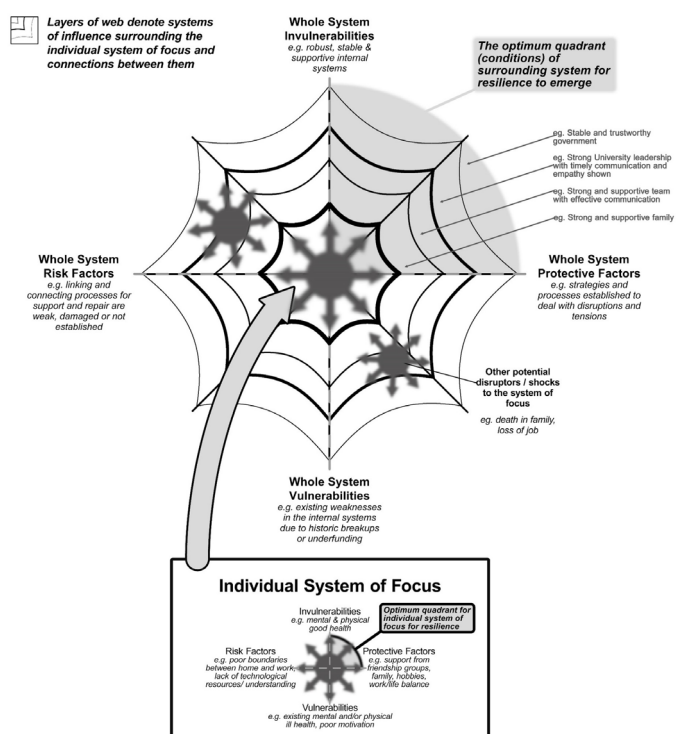 Layers of web denote systems
of influence surrounding the
individual system of focus and
connections between them
Whole System
Invulnerabilities
e.g. robust, stable &
supportive internal
systems
The optimum quadrant
(conditions) of
surrounding system for
resilience to emerge
eg. Stable and trustworthy
government
eg. Strong University leadership
with timely communication and
empathy shown
eg. Strong and supportive team
with effective communication
eg. Strong and supportive family
Whole System
Risk Factors
e.g. linking and
connecting processes for
support and repair are
weak, damaged or not
established
Whole System
Protective Factors
e.g. strategies and
processes established to
deal with disruptions and
tensions
Other potential
disruptors / shocks
to the system of
focus
eg. death in family,
loss of job
Whole System
Vulnerabilities
e.g. existing weaknesses
in the internal systems
due to historic breakups
or underfunding
Individual System of Focus
Invulnerabilities
e.g. mental & physical
good health
Optimum quadrant for
individual system of
focus for resilience
Risk Factors
e.g. poor boundaries
between home and work,
lack of technological
resources/ understanding
Protective Factors
e.g. support from
friendship groups,
family, hobbies,
work/life balance
Vulnerabilities
e.g. existing mental and/or physical
ill health, poor motivation